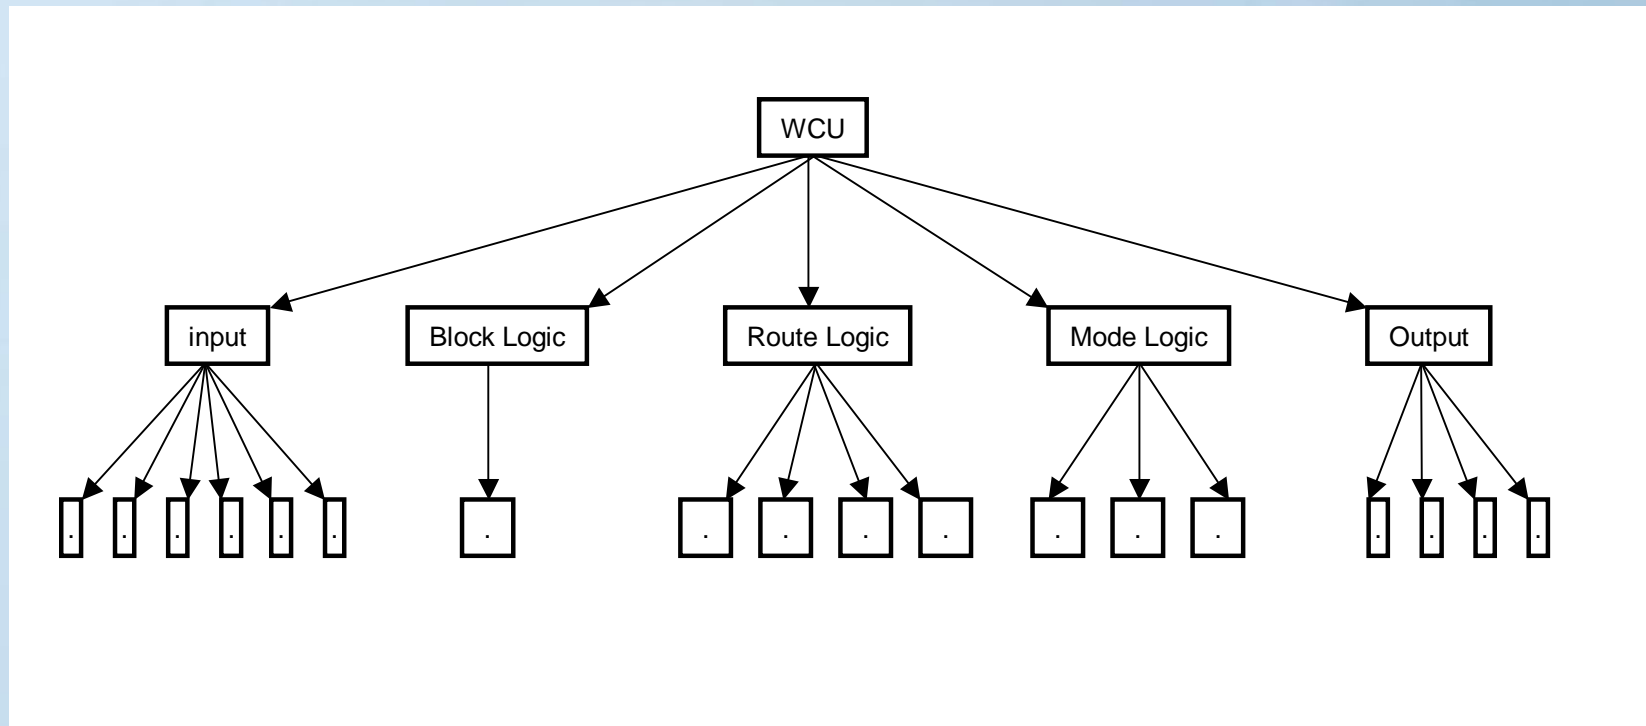 WCU
input
Block Logic
Route Logic
Mode Logic
Output
. . . . . . . . . . . . . . . . . .